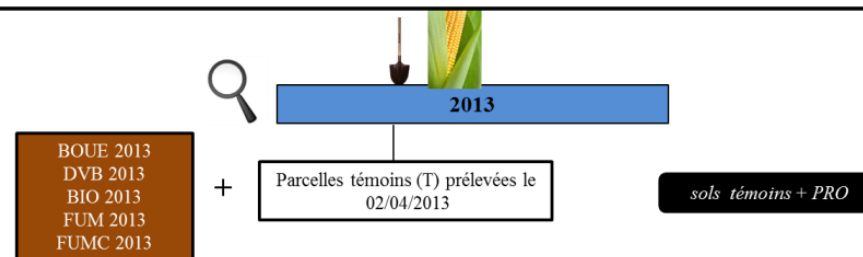 2013
BOUE 2013
DVB 2013
BIO 2013
FUM 2013
FUMC 2013
+
Parcelles témoins (T) prélevées le
02/04/2013
sols témoins + PRO